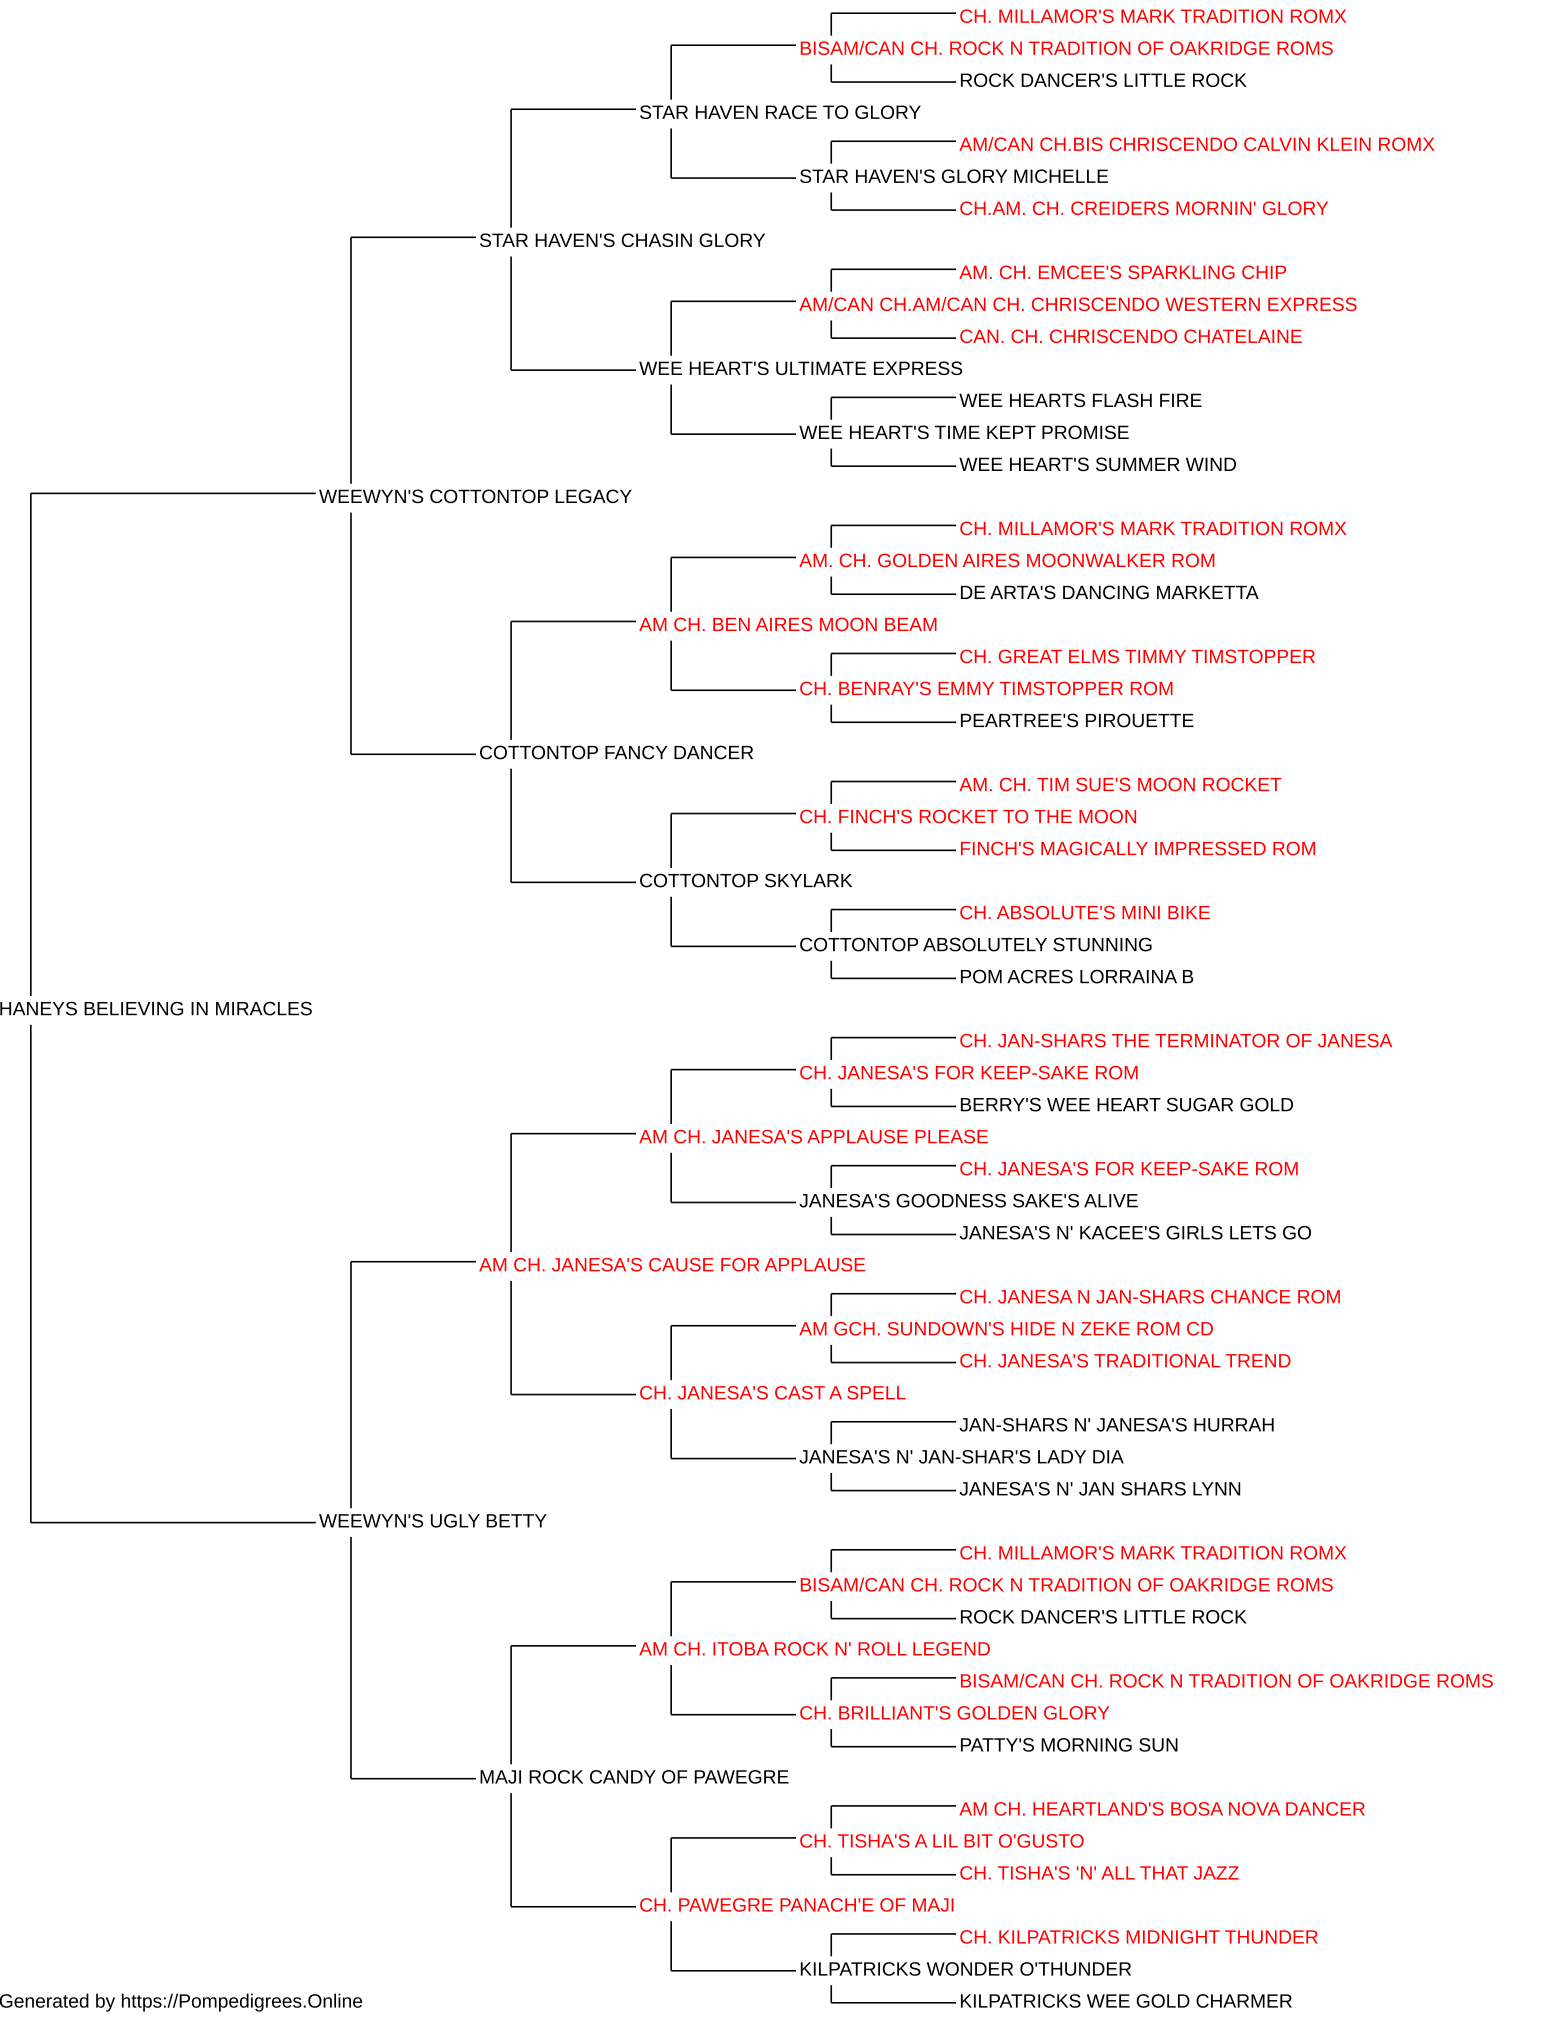 CH. MILLAMOR'S MARK TRADITION ROMX
BISAM/CAN CH. ROCK N TRADITION OF OAKRIDGE ROMS
ROCK DANCER'S LITTLE ROCK
STAR HAVEN RACE TO GLORY
AM/CAN CH.BIS CHRISCENDO CALVIN KLEIN ROMX
STAR HAVEN'S GLORY MICHELLE
CH.AM. CH. CREIDERS MORNIN' GLORY
STAR HAVEN'S CHASIN GLORY
AM. CH. EMCEE'S SPARKLING CHIP
AM/CAN CH.AM/CAN CH. CHRISCENDO WESTERN EXPRESS
CAN. CH. CHRISCENDO CHATELAINE
WEE HEART'S ULTIMATE EXPRESS
WEE HEARTS FLASH FIRE
WEE HEART'S TIME KEPT PROMISE
WEE HEART'S SUMMER WIND
WEEWYN'S COTTONTOP LEGACY
CH. MILLAMOR'S MARK TRADITION ROMX
AM. CH. GOLDEN AIRES MOONWALKER ROM
DE ARTA'S DANCING MARKETTA
AM CH. BEN AIRES MOON BEAM
CH. GREAT ELMS TIMMY TIMSTOPPER
CH. BENRAY'S EMMY TIMSTOPPER ROM
PEARTREE'S PIROUETTE
COTTONTOP FANCY DANCER
AM. CH. TIM SUE'S MOON ROCKET
CH. FINCH'S ROCKET TO THE MOON
FINCH'S MAGICALLY IMPRESSED ROM
COTTONTOP SKYLARK
CH. ABSOLUTE'S MINI BIKE
COTTONTOP ABSOLUTELY STUNNING
POM ACRES LORRAINA B
HANEYS BELIEVING IN MIRACLES
CH. JAN-SHARS THE TERMINATOR OF JANESA
CH. JANESA'S FOR KEEP-SAKE ROM
BERRY'S WEE HEART SUGAR GOLD
AM CH. JANESA'S APPLAUSE PLEASE
CH. JANESA'S FOR KEEP-SAKE ROM
JANESA'S GOODNESS SAKE'S ALIVE
JANESA'S N' KACEE'S GIRLS LETS GO
AM CH. JANESA'S CAUSE FOR APPLAUSE
CH. JANESA N JAN-SHARS CHANCE ROM
AM GCH. SUNDOWN'S HIDE N ZEKE ROM CD
CH. JANESA'S TRADITIONAL TREND
CH. JANESA'S CAST A SPELL
JAN-SHARS N' JANESA'S HURRAH
JANESA'S N' JAN-SHAR'S LADY DIA
JANESA'S N' JAN SHARS LYNN
WEEWYN'S UGLY BETTY
CH. MILLAMOR'S MARK TRADITION ROMX
BISAM/CAN CH. ROCK N TRADITION OF OAKRIDGE ROMS
ROCK DANCER'S LITTLE ROCK
AM CH. ITOBA ROCK N' ROLL LEGEND
BISAM/CAN CH. ROCK N TRADITION OF OAKRIDGE ROMS
CH. BRILLIANT'S GOLDEN GLORY
PATTY'S MORNING SUN
MAJI ROCK CANDY OF PAWEGRE
AM CH. HEARTLAND'S BOSA NOVA DANCER
CH. TISHA'S A LIL BIT O'GUSTO
CH. TISHA'S 'N' ALL THAT JAZZ
CH. PAWEGRE PANACH'E OF MAJI
CH. KILPATRICKS MIDNIGHT THUNDER
KILPATRICKS WONDER O'THUNDER
KILPATRICKS WEE GOLD CHARMER
Generated by https://Pompedigrees.Online